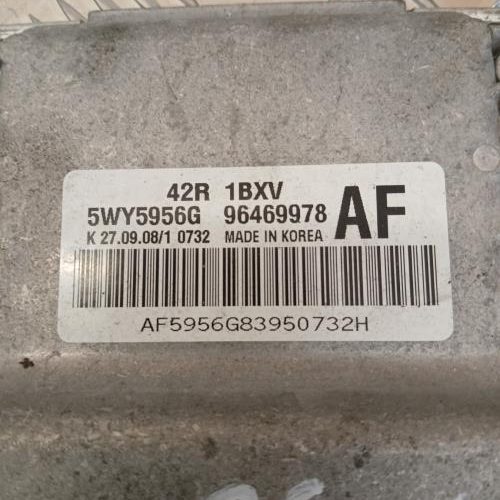 42R 1BXV
5WY5956G 96469978 AF
K 27.09.08/1 0732 MADE IN KOREA
AF5956G83950732H